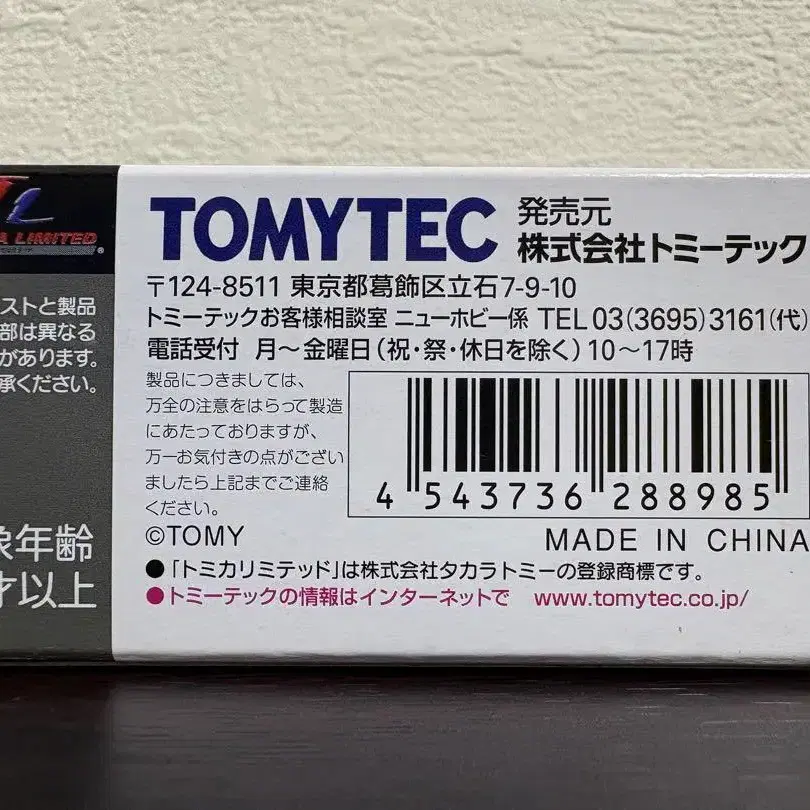 A LIMITED
ストと製品
部は異なる
があります。
承ください。
象年齢
才以上
TOMYTEC
発売元
株式会社トミーテック
〒124-8511 東京都葛飾区立石7-9-10
トミーテックお客様相談室 ニューホビー係 TEL 03(3695)3161(代)
電話受付 月～金曜日(祝・祭・休日を除く)10～17時
製品につきましては、
万全の注意をはらって製造
にあたっておりますが、
万一お気付きの点がござい
ましたら上記までご連絡
ください。
4 543736 288985
©TOMY
MADE IN CHINA
●「トミカリミテッド」は株式会社タカラトミーの登録商標です。
●トミーテックの情報はインターネットで www.tomytec.co.jp/